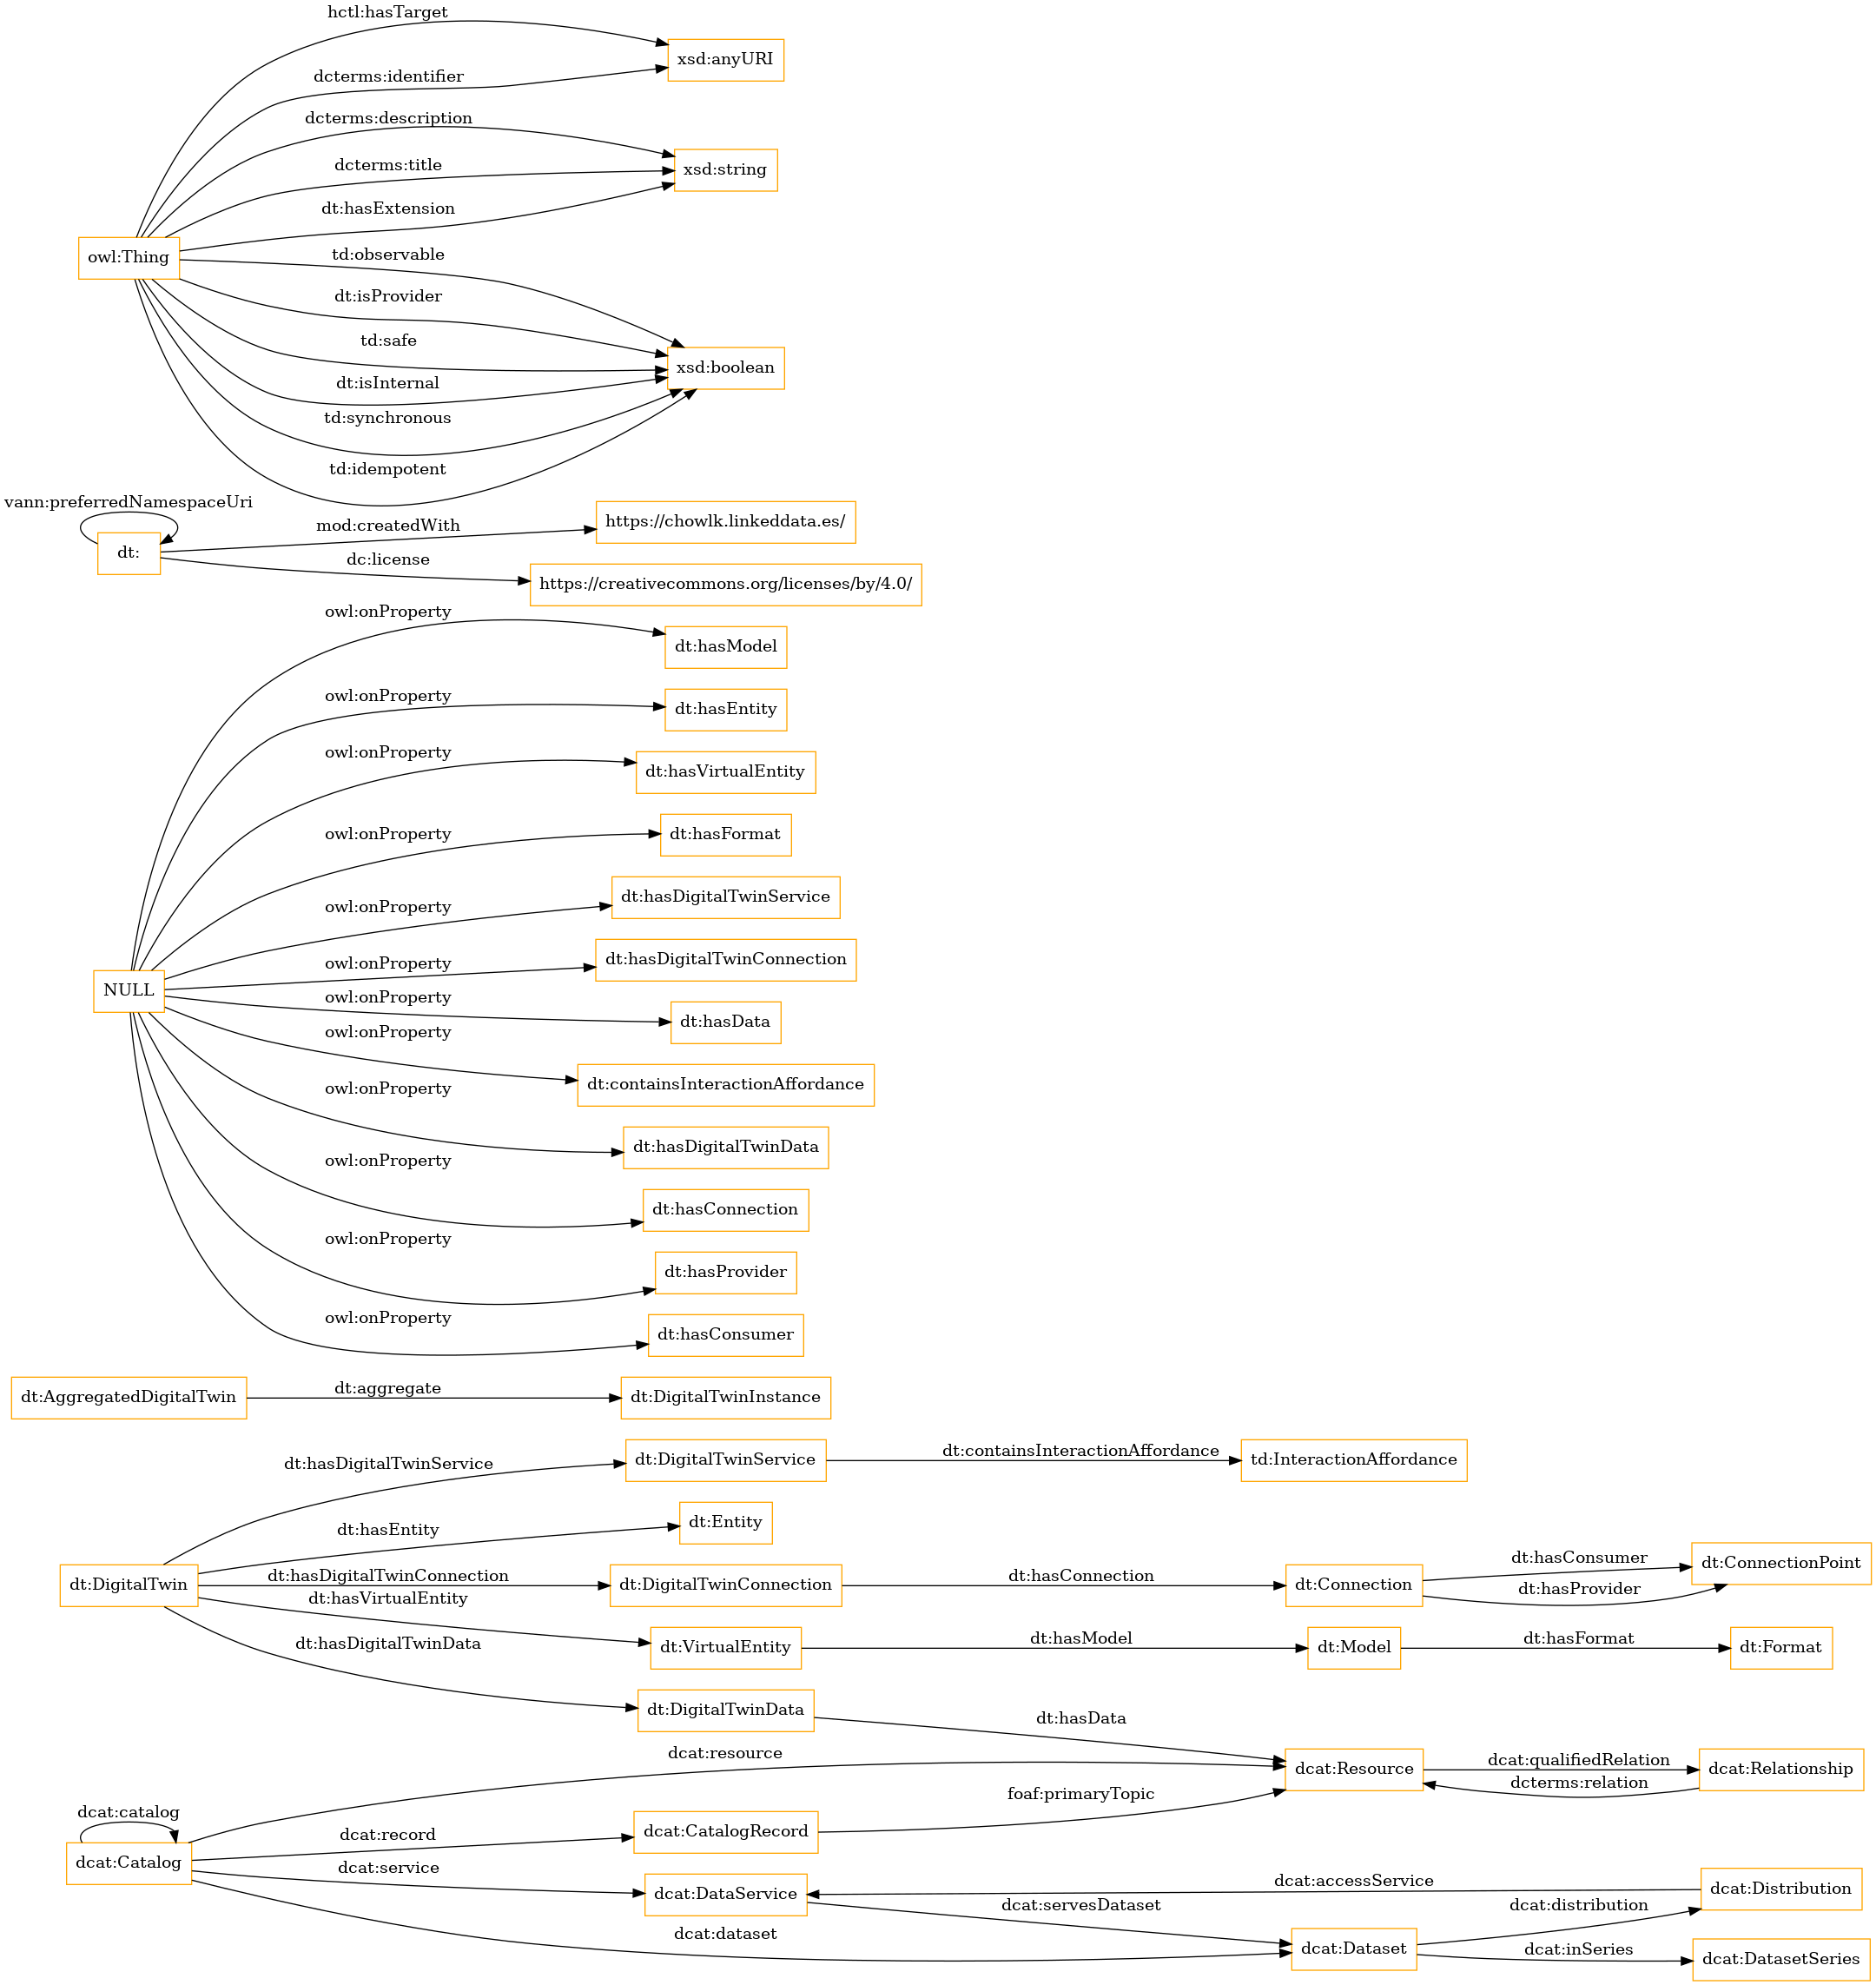 hctl:hasTarget
xsd:anyURI
dcterms:identifier
dcterms:description
dcterms:title
xsd:string
dt:hasExtension
owl:Thing
td:observable
dt:isProvider
td:safe
xsd:boolean
dt:isInternal
td:synchronous
td:idempotent
vann:preferredNamespaceUri
dt:
mod:createdWith
https://chowlk.linkeddata.es/
dc:license
https://creativecommons.org/licenses/by/4.0/
owl:onProperty
dt:hasModel
owl:onProperty
dt:hasEntity
owl:onProperty
dt:hasVirtualEntity
owl:onProperty
dt:hasFormat
owl:onProperty
dt:hasDigitalTwinService
owl:onProperty
dt:hasDigitalTwinConnection
NULL
owl:onProperty
dt:hasData
owl:onProperty
dt:containsInteractionAffordance
owl:onProperty
dt:hasDigitalTwinData
owl:onProperty
dt:hasConnection
owl:onProperty
dt:hasProvider
owl:onProperty
dt:hasConsumer
dt:AggregatedDigitalTwin
dt:aggregate
dt:DigitalTwinInstance
dt:hasDigitalTwinService
dt:DigitalTwinService
dt:containsInteractionAffordance
td:InteractionAffordance
dt:hasEntity
dt:Entity
dt:DigitalTwin
dt:hasDigitalTwinConnection
dt:DigitalTwinConnection
dt:hasConnection
dt:Connection
dt:hasConsumer
dt:ConnectionPoint
dt:hasProvider
dt:hasVirtualEntity
dt:VirtualEntity
dt:hasModel
dt:Model
dt:hasFormat
dt:Format
dt:hasDigitalTwinData
dt:DigitalTwinData
dt:hasData
dcat:resource
dcat:Resource
dcat:qualifiedRelation
dcat:Relationship
dcterms:relation
foaf:primaryTopic
dcat:catalog
dcat:Catalog
dcat:record
dcat:CatalogRecord
dcat:service
dcat:DataService
dcat:accessService
dcat:Distribution
dcat:servesDataset
dcat:distribution
dcat:dataset
dcat:Dataset
dcat:inSeries
dcat:DatasetSeries